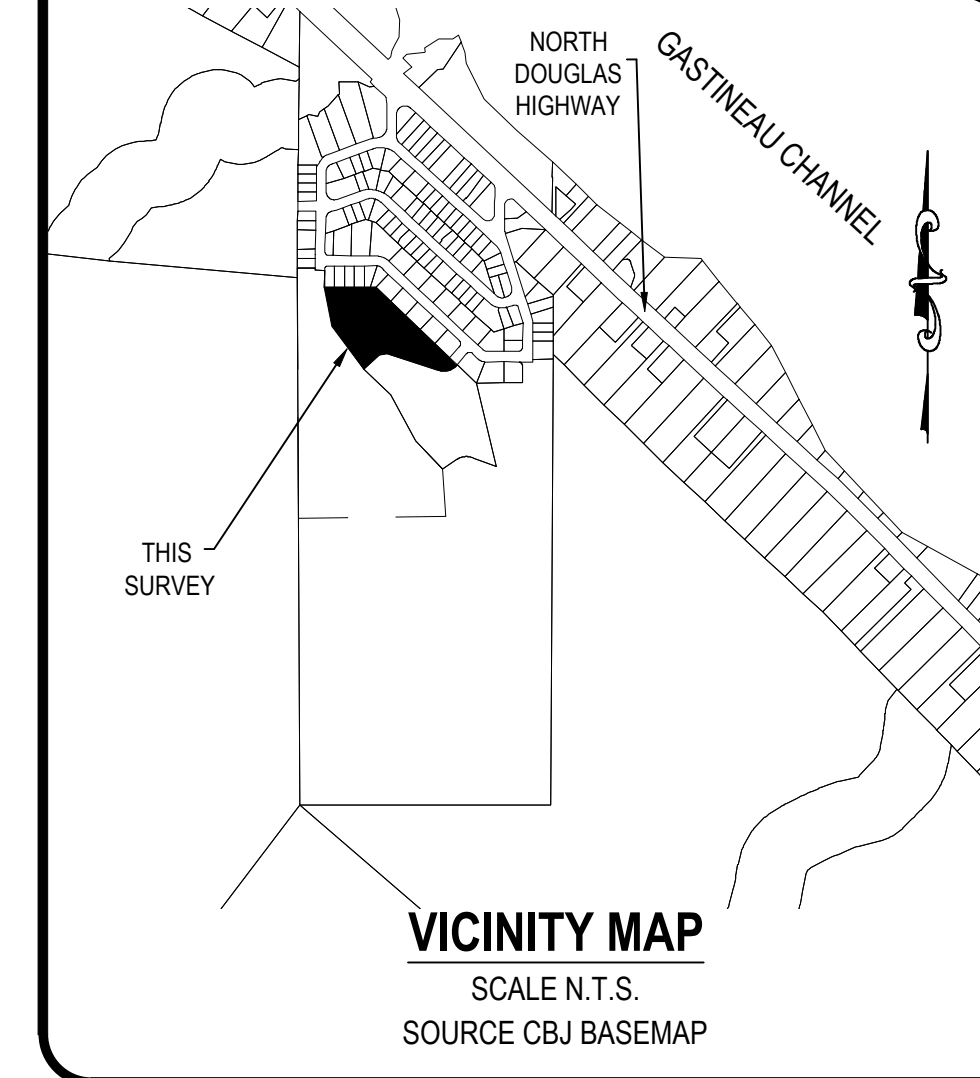 NORTH
DOUGLAS
HIGHWAY
GASTINEAU CHANNEL
THIS
SURVEY
VICINITY MAP
SCALE N.T.S.
SOURCE CBJ BASEMAP